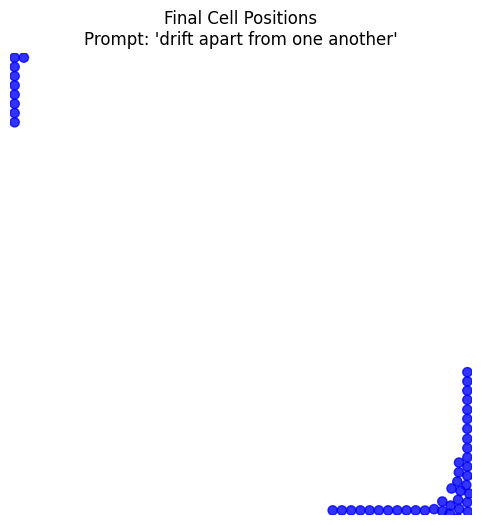 Final Cell Positions
Prompt: 'drift apart from one another'